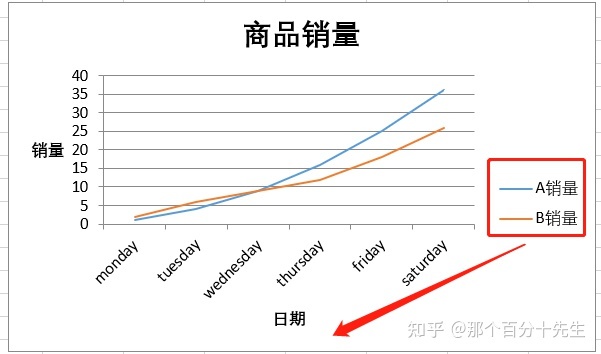 商品销量
40
35
30
25
20
15
10
5
0
销量
monday
tuesday
wednesday
thursday
friday
saturday
日期
A销量
B销量
知乎 @那个百分十先生